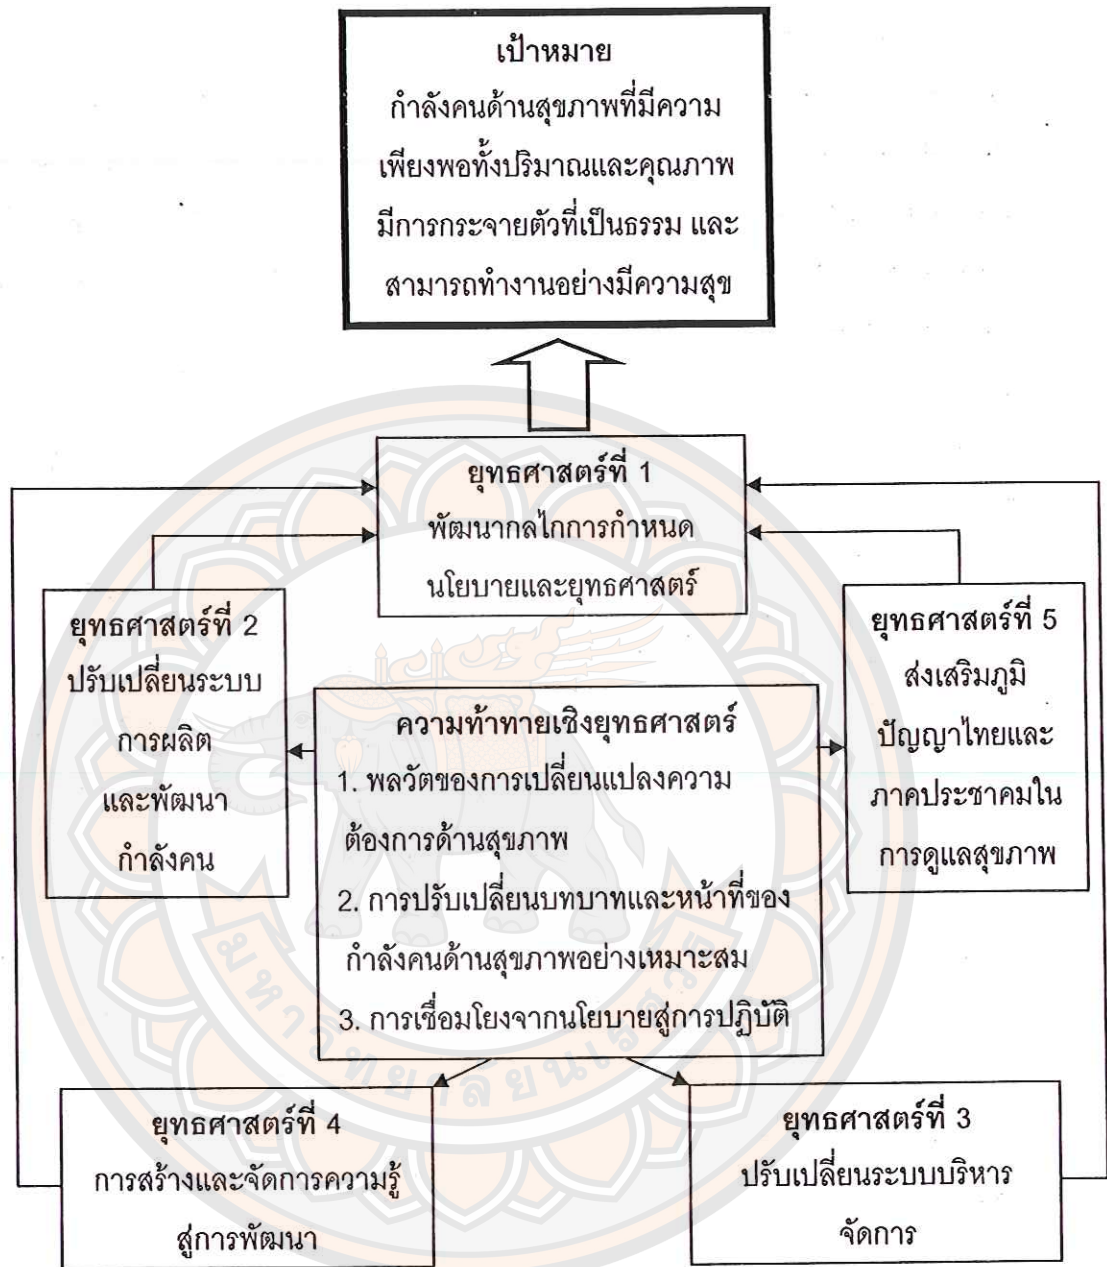 เป้าหมาย
กำลังคนด้านสุขภาพที่มีความ
เพียงพอทั้งปริมาณและคุณภาพ
มีการกระจายตัวที่เป็นธรรม และ
สามารถทำงานอย่างมีความสุข
ยุทธศาสตร์ที่ 1
พัฒนากลไกการกำหนด
นโยบายและยุทธศาสตร์
ยุทธศาสตร์ที่ 2
ปรับเปลี่ยนระบบ
การผลิต
และพัฒนา
กำลังคน
ความท้าทายเชิงยุทธศาสตร์
1. พลวัตของการเปลี่ยนแปลงความ
ต้องการด้านสุขภาพ
2. การปรับเปลี่ยนบทบาทและหน้าที่ของ
กำลังคนด้านสุขภาพอย่างเหมาะสม
3. การเชื่อมโยงจากนโยบายสู่การปฏิบัติ
ยุทธศาสตร์ที่ 5
ส่งเสริมภูมิ
ปัญญาไทยและ
ภาคประชาคมใน
การดูแลสุขภาพ
ยุทธศาสตร์ที่ 4
การสร้างและจัดการความรู้
สู่การพัฒนา
ยุทธศาสตร์ที่ 3
ปรับเปลี่ยนระบบบริหาร
จัดการ
มหาวิทยาลัยนเรศวร